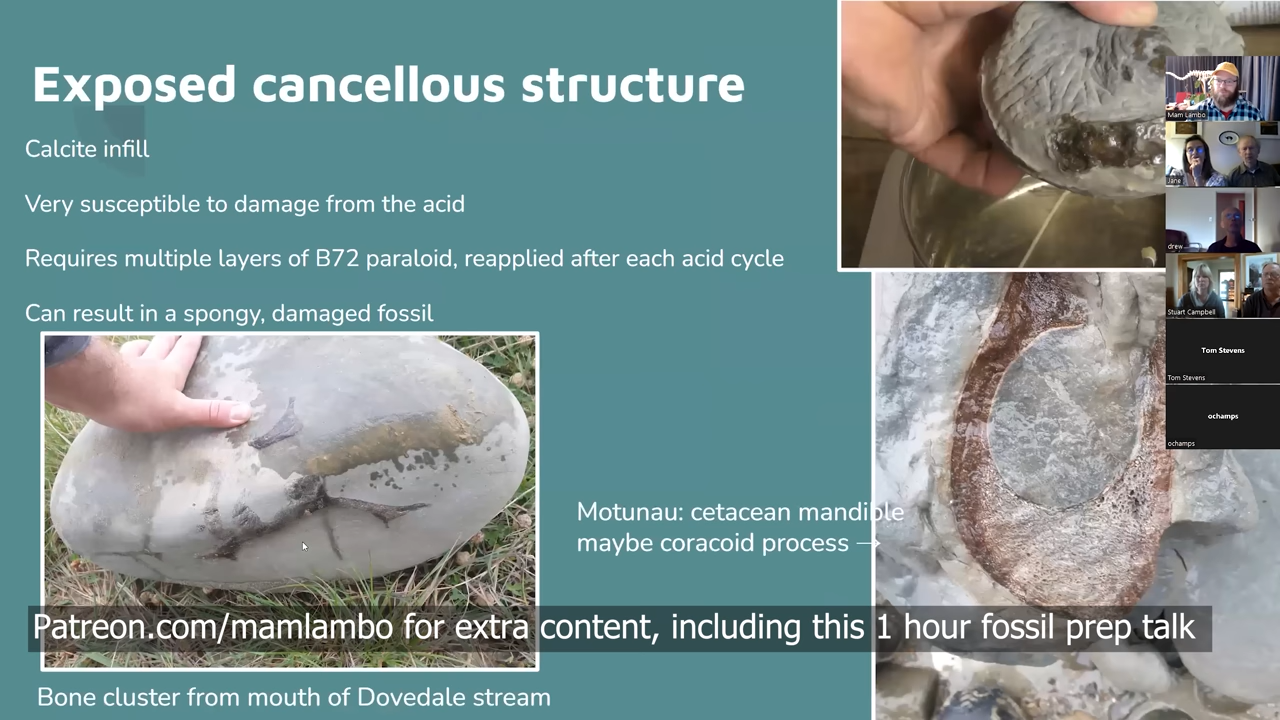 Exposed cancellous structure
Calcite infill
Very susceptible to damage from the acid
Requires multiple layers of B72 paraloid, reapplied after each acid cycle
Can result in a spongy, damaged fossil
Motunau: cetacean mandible
maybe coracoid process →
Patreon.com/mamlambo for extra content, including this 1 hour fossil prep talk
Bone cluster from mouth of Dovedale stream
Mam Lambo
Jane
drew
Stuart Campbell
Tom Stevens
Tom Stevens
ochamps
ochamps